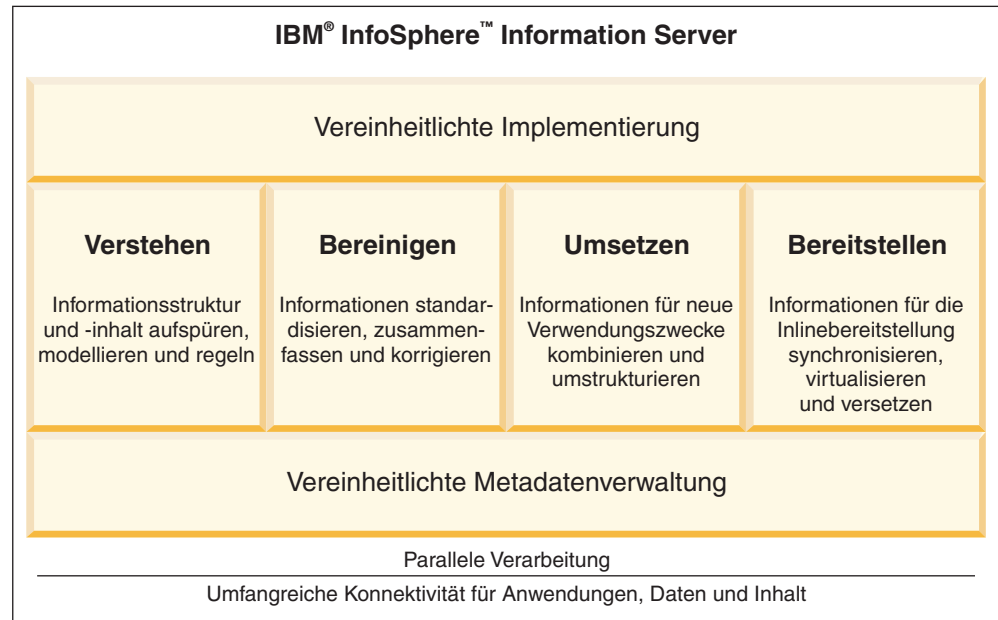 IBM® InfoSphere™ Information Server
Vereinheitlichte Implementierung
Verstehen
Informationsstruktur
und -inhalt aufspüren,
modellieren und regeln
Bereinigen
Informationen standar-
disieren, zusammen-
fassen und korrigieren
Umsetzen
Informationen für neue
Verwendungszwecke
kombinieren und
umstrukturieren
Bereitstellen
Informationen für die
Inlinebereitstellung
synchronisieren,
virtualisieren
und versetzen
Vereinheitlichte Metadatenverwaltung
Parallele Verarbeitung
Umfangreiche Konnektivität für Anwendungen, Daten und Inhalt